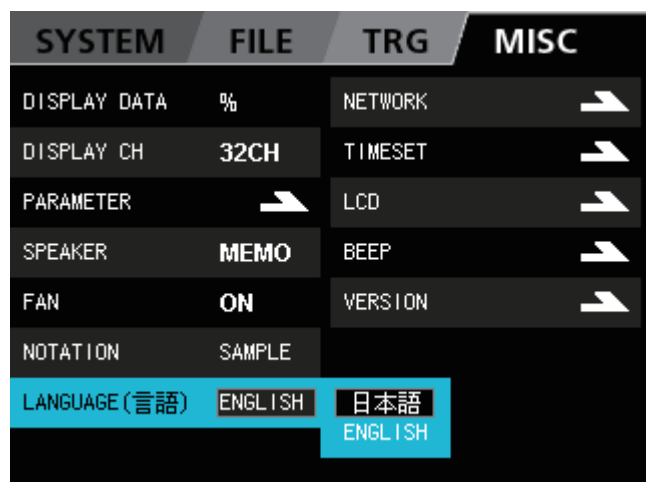 SYSTEM FILE TRG MISC
DISPLAY DATA %
DISPLAY CH 32CH
PARAMETER
SPEAKER MEMO
FAN ON
NOTATION SAMPLE
LANGUAGE(言語) ENGLISH
NETWORK
TIMESET
LCD
BEEP
VERSION
日本語
ENGLISH